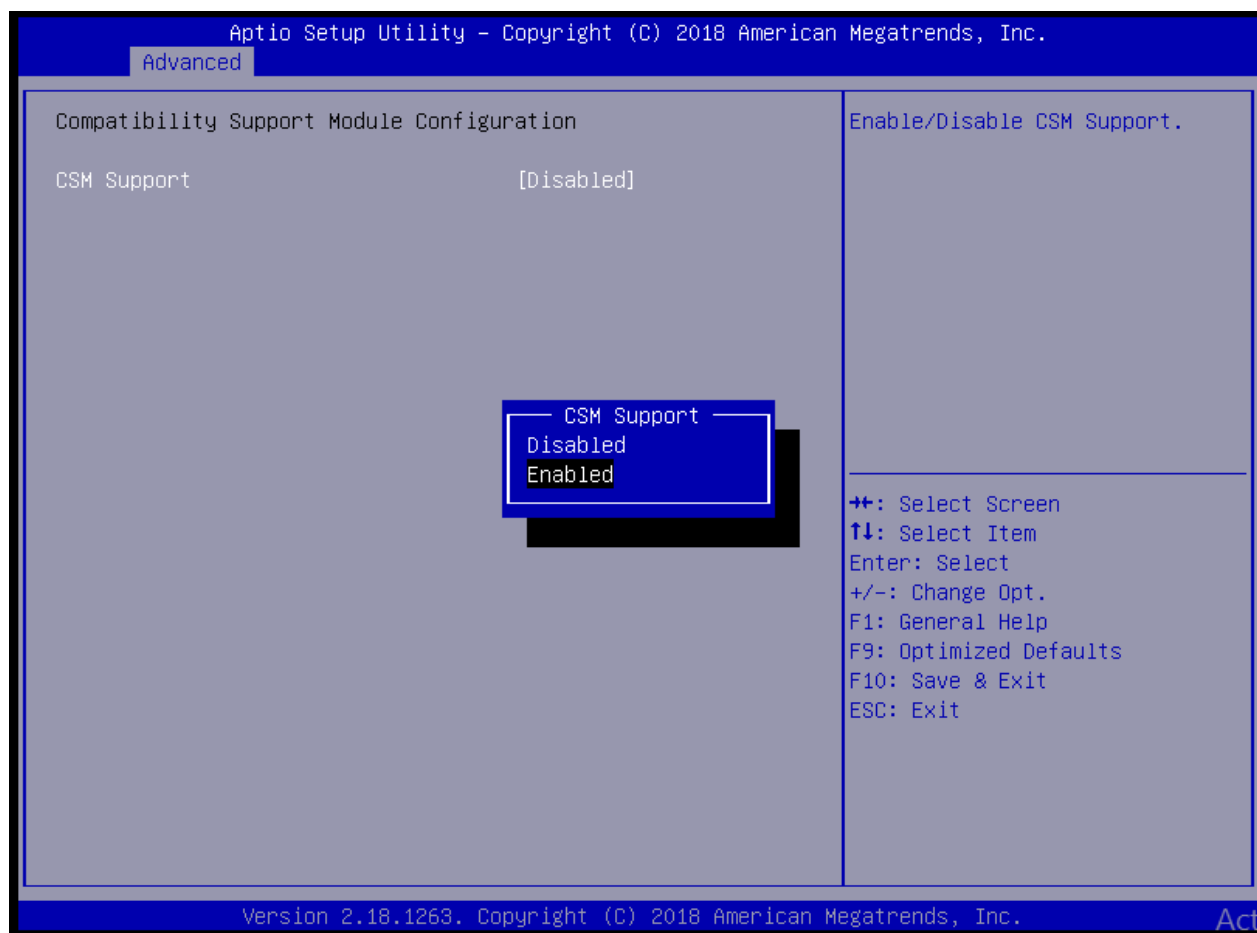 Aptio Setup Utility – Copyright (C) 2018 American Megatrends, Inc.
Advanced
Compatibility Support Module Configuration
CSM Support [Disabled]
Enable/Disable CSM Support.
CSM Support
Disabled
Enabled
→←: Select Screen
↑↓: Select Item
Enter: Select
+/-: Change Opt.
F1: General Help
F9: Optimized Defaults
F10: Save & Exit
ESC: Exit
Version 2.18.1263. Copyright (C) 2018 American Megatrends, Inc.
Act